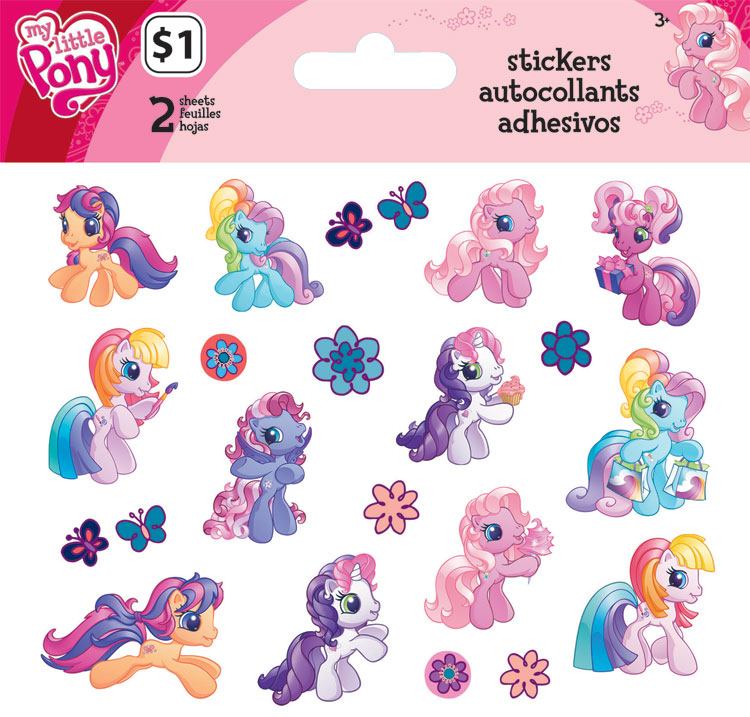 my
little
Pony
$1
2 sheets
feuilles
hojas
3+
stickers
autocollants
adhesivos